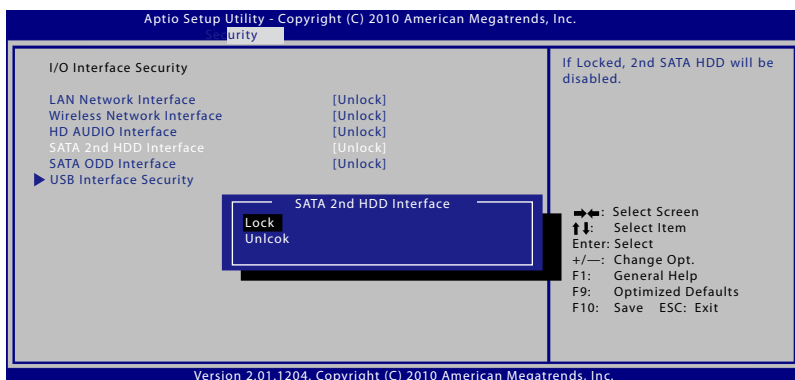 Aptio Setup Utility - Copyright (C) 2010 American Megatrends, Inc.
Security
I/O Interface Security
LAN Network Interface [Unlock]
Wireless Network Interface [Unlock]
HD AUDIO Interface [Unlock]
SATA 2nd HDD Interface [Unlock]
SATA ODD Interface [Unlock]
USB Interface Security
SATA 2nd HDD Interface
Lock
Unlcok
If Locked, 2nd SATA HDD will be
disabled.
→←: Select Screen
↑↓: Select Item
Enter: Select
+/—: Change Opt.
F1: General Help
F9: Optimized Defaults
F10: Save ESC: Exit
Version 2.01.1204. Copyright (C) 2010 American Megatrends, Inc.